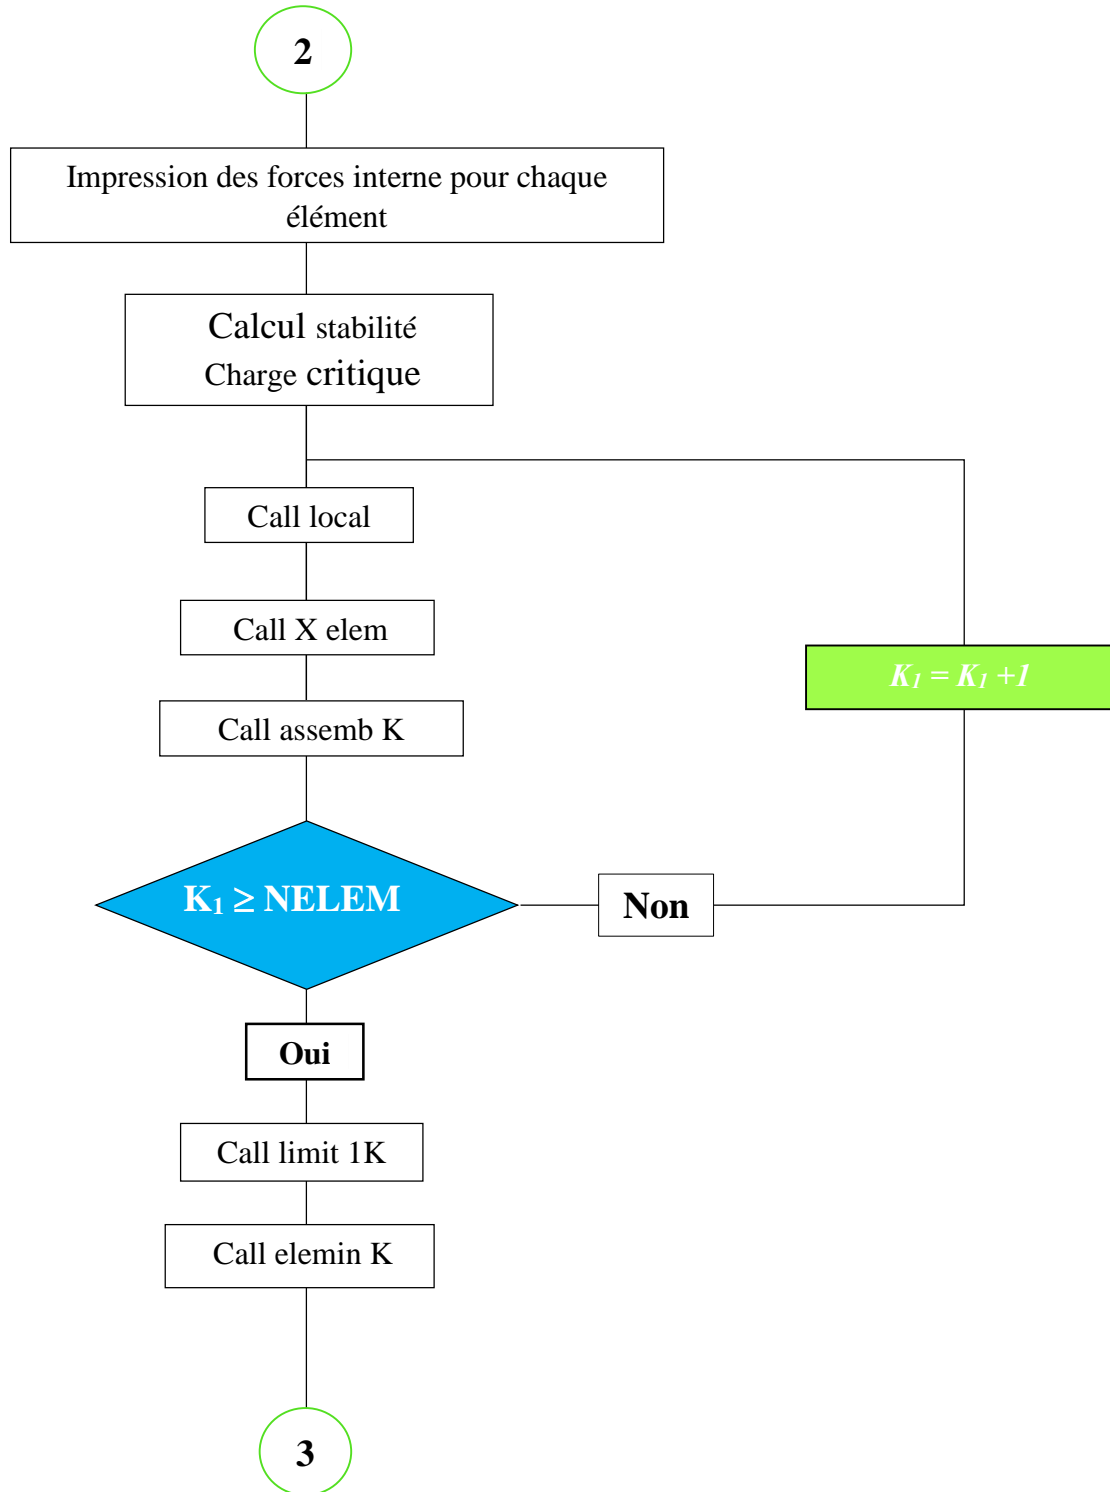 2
Impression des forces interne pour chaque
élément
Calcul stabilité
Charge critique
Call local
Call X elem
K₁ = K₁ +1
Call assemb K
K₁ ≥ NELEM
Non
Oui
Call limit 1K
Call elemin K
3